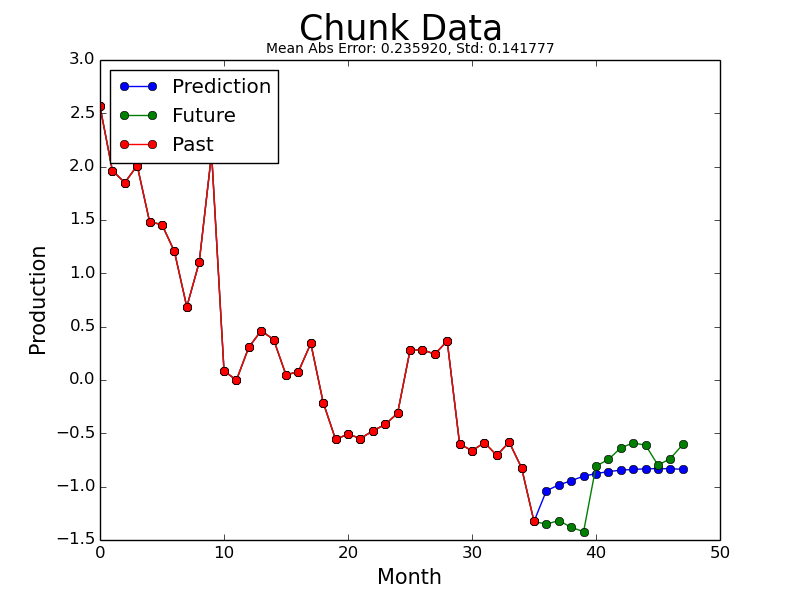 Chunk Data
Mean Abs Error: 0.235920, Std: 0.141777
Prediction
Future
Past
Production
3.0
2.5
2.0
1.5
1.0
0.5
0.0
−0.5
−1.0
−1.5
0 10 20 30 40 50
Month